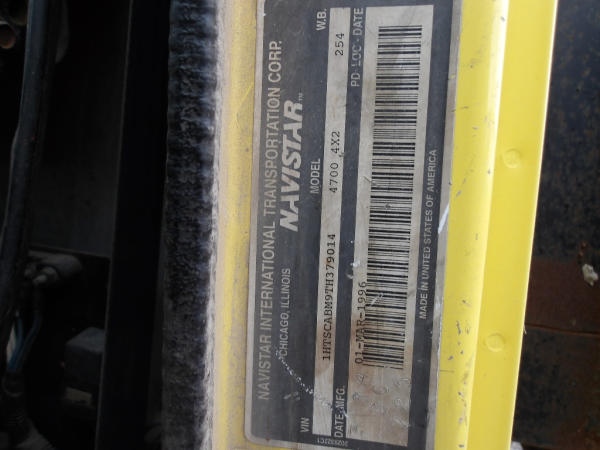 NAVISTAR INTERNATIONAL TRANSPORTATION CORP.
CHICAGO, ILLINOIS
NAVISTAR™
MODEL
W.B.
VIN
1HTSCABM9TH379014
4700 4X2
254
DATE-MFG.
01-MAR-1996
PD LOC - DATE
MADE IN UNITED STATES OF AMERICA